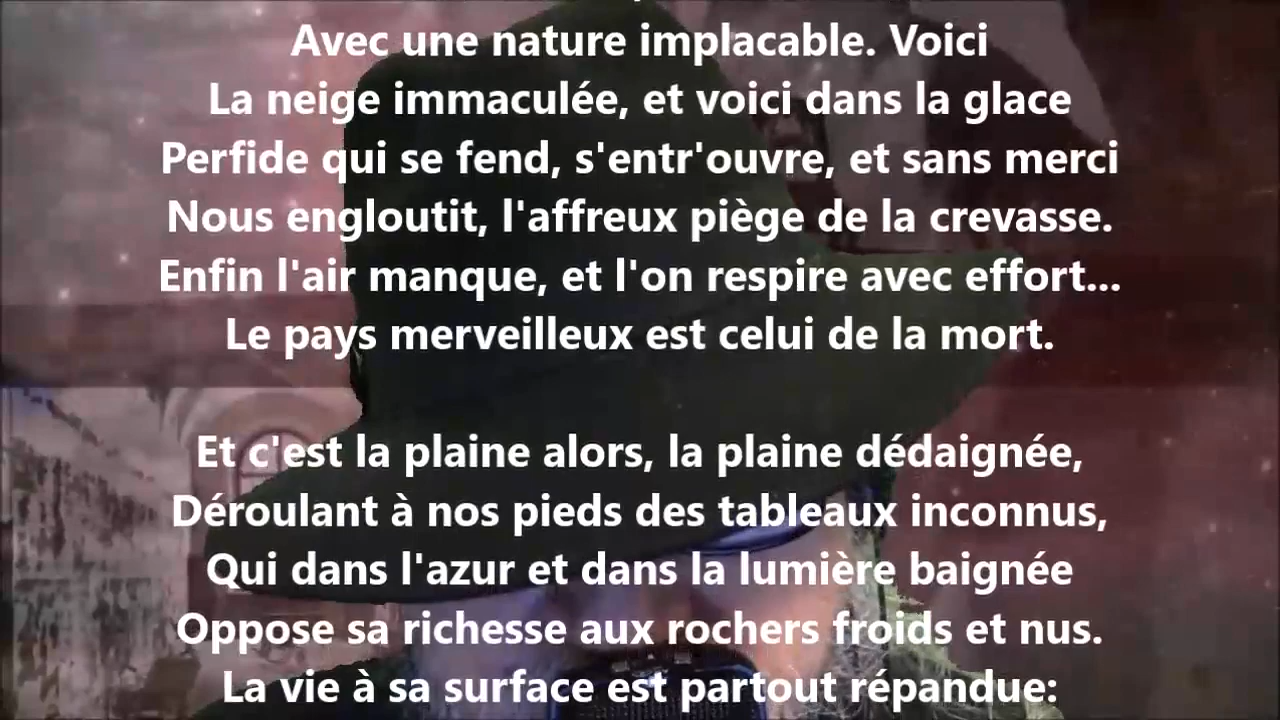 Avec une nature implacable. Voici
La neige immaculée, et voici dans la glace
Perfide qui se fend, s'entr'ouvre, et sans merci
Nous engloutit, l'affreux piège de la crevasse.
Enfin l'air manque, et l'on respire avec effort...
Le pays merveilleux est celui de la mort.
Et c'est la plaine alors, la plaine dédaignée,
Déroulant à nos pieds des tableaux inconnus,
Qui dans l'azur et dans la lumière baignée
Oppose sa richesse aux rochers froids et nus.
La vie à sa surface est partout répandue: